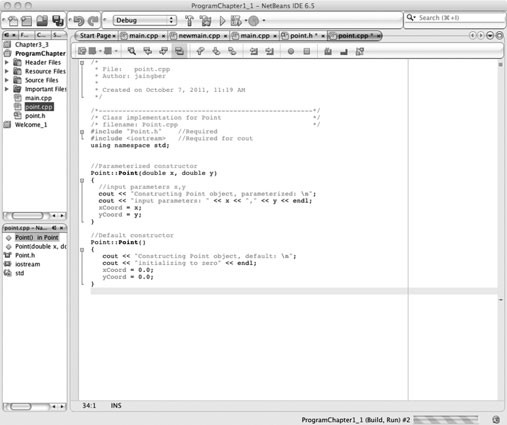 ProgramChapter1_1 – NetBeans IDE 6.5
Debug
Search (⌘+I)
Start Page
main.cpp
newmain.cpp
main.cpp
point.h *
point.cpp *
Chapter3_3
ProgramChapter
Header Files
Resource Files
Source Files
Important Files
main.cpp
point.cpp
point.h
Welcome_1
/*
* File:   point.cpp
* Author: jaingber
*
* Created on October 7, 2011, 11:19 AM
*/
/*--------------------------------------------------*/
/* Class implementation for Point */
/* filename: Point.cpp */
#include "Point.h"   //Required
#include <iostream>  //Required for cout
using namespace std;
//Parameterized constructor
Point::Point(double x, double y)
{
//input parameters x,y
cout << "Constructing Point object, parameterized: \n";
cout << "input parameters: " << x << "," << y << endl;
xCoord = x;
yCoord = y;
}
//Default constructor
Point::Point()
{
cout << "Constructing Point object, default: \n";
cout << "initializing to zero" << endl;
xCoord = 0.0;
yCoord = 0.0;
}
point.cpp – Na...
Point() in Point
Point(double x, do
Point.h
iostream
std
34:1
INS
ProgramChapter1_1 (Build, Run) #2